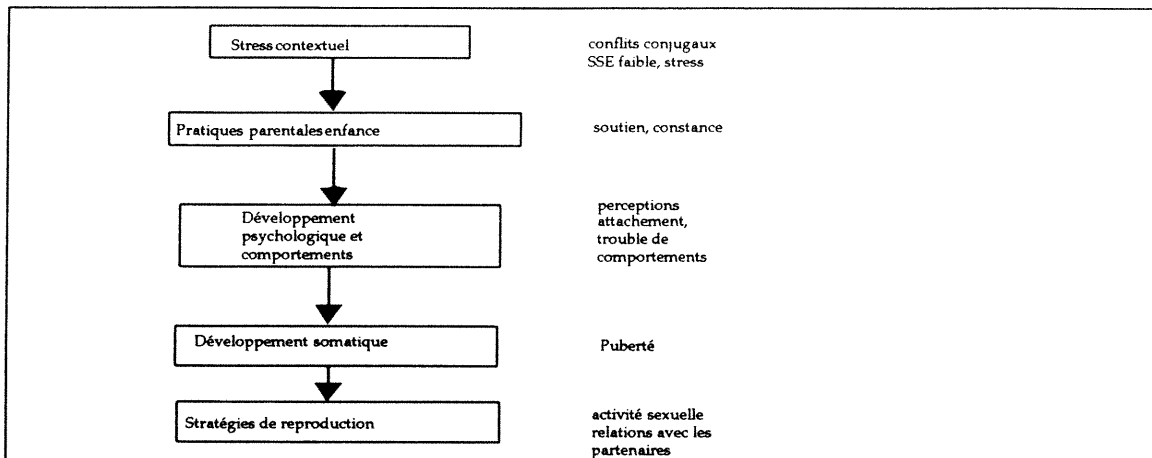 Stress contextuel
conflits conjugaux
SSE faible, stress
Pratiques parentales enfance
soutien, constance
Développement
psychologique et
comportements
perceptions
attachement,
trouble de
comportements
Développement somatique
Puberté
Stratégies de reproduction
activité sexuelle
relations avec les
partenaires